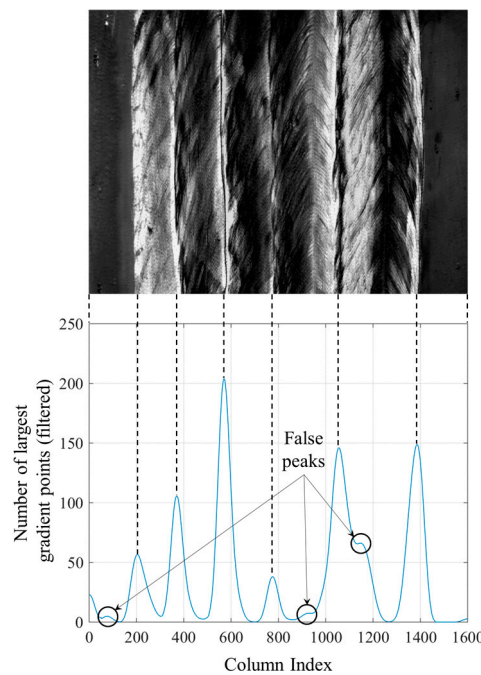 250
200
150
100
50
0
Number of largest
gradient points (filtered)
False
peaks
0 200 400 600 800 1000 1200 1400 1600
Column Index